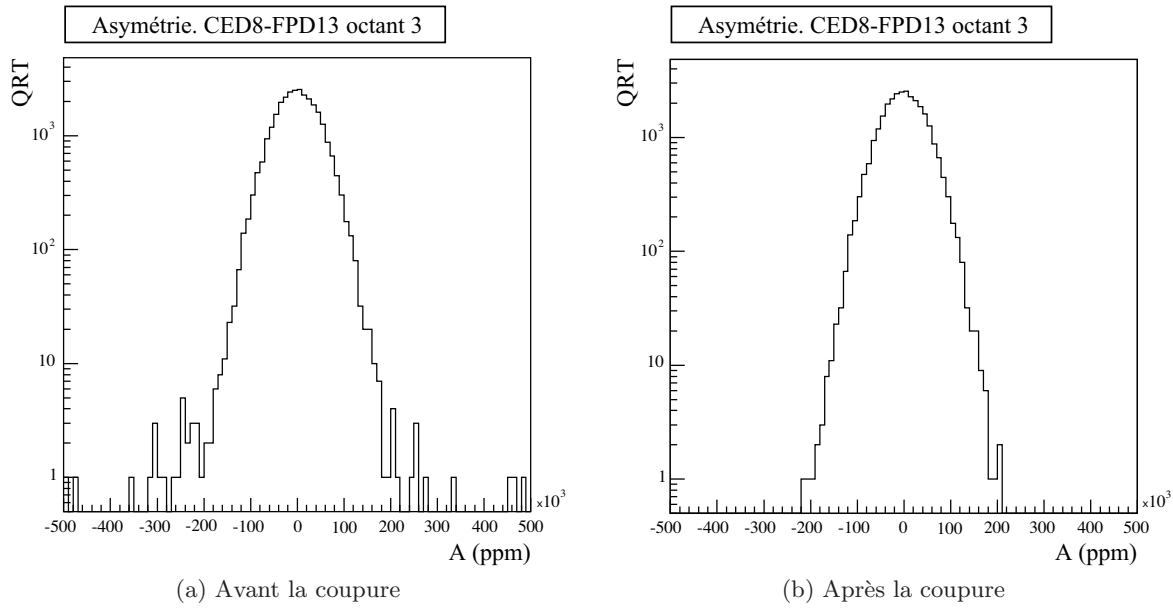 Asymétrie. CED8-FPD13 octant 3
QRT
10³
10²
10
1
-500 -400 -300 -200 -100 0 100 200 300 400 500
×10³
A (ppm)
(a) Avant la coupure
Asymétrie. CED8-FPD13 octant 3
QRT
10³
10²
10
1
-500 -400 -300 -200 -100 0 100 200 300 400 500
×10³
A (ppm)
(b) Après la coupure